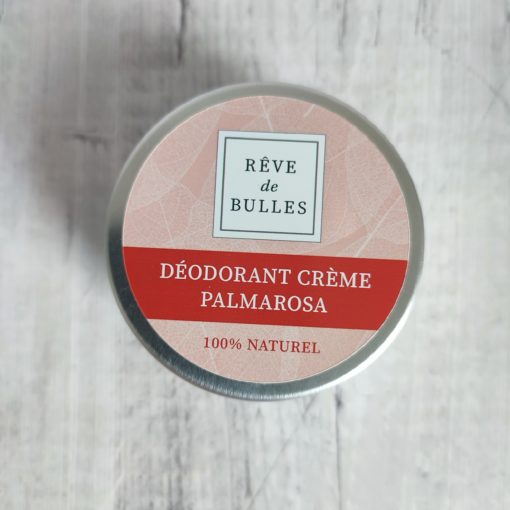 RÊVE
de
BULLES
DÉODORANT CRÈME
PALMAROSA
100% NATUREL